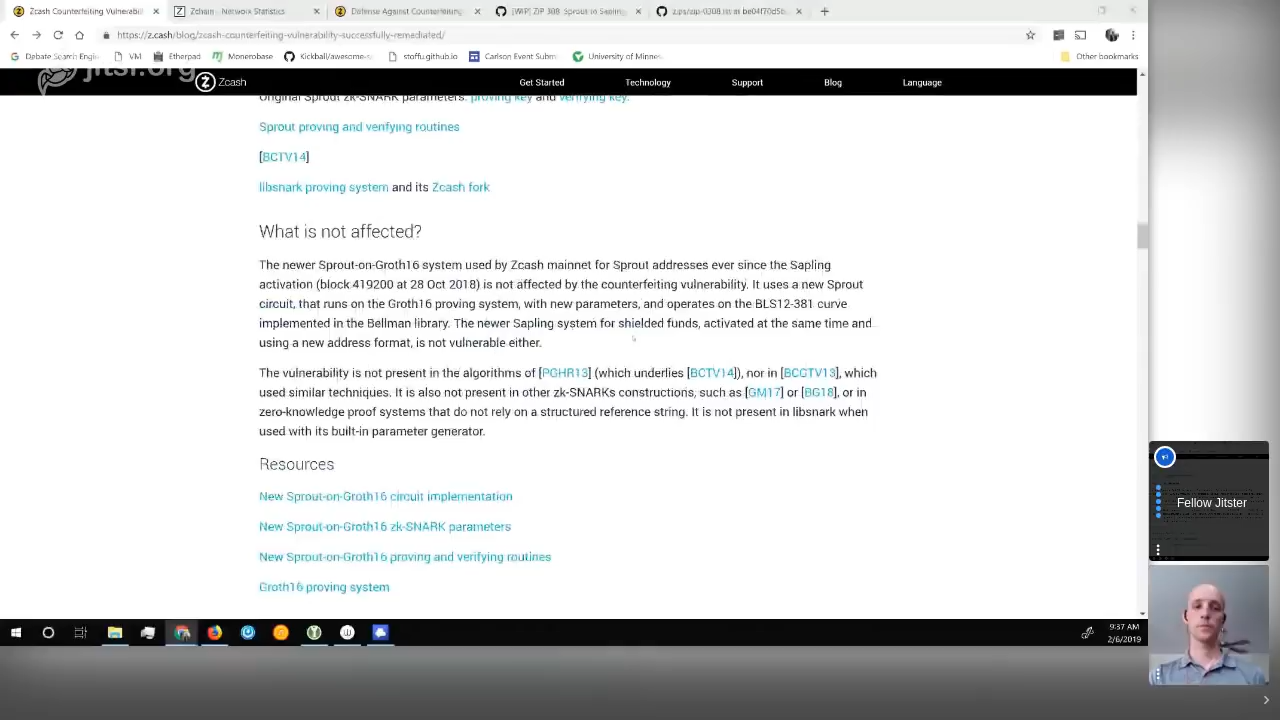 Zcash Counterfeiting Vulnerabili
Zchain - Network Statistics
Defense Against Counterfeiting
[WIP] ZIP 308: Sprout to Sapling
https://z.cash/blog/zcash-counterfeiting-vulnerability-successfully-remediated/
Debate Search Engin
VM
Etherpad
Monerobase
Kickball/awesome-s
stoffu.github.io
Carlson Event Subm
University of Minnes
Other bookmarks
jitsi.org
Zcash
Get Started
Technology
Support
Blog
Language
Original Sprout zk-SNARK parameters: proving key and verifying key.
Sprout proving and verifying routines
[BCTV14]
libsnark proving system and its Zcash fork
What is not affected?
The newer Sprout-on-Groth16 system used by Zcash mainnet for Sprout addresses ever since the Sapling
activation (block 419200 at 28 Oct 2018) is not affected by the counterfeiting vulnerability. It uses a new Sprout
circuit, that runs on the Groth16 proving system, with new parameters, and operates on the BLS12-381 curve
implemented in the Bellman library. The newer Sapling system for shielded funds, activated at the same time and
using a new address format, is not vulnerable either.
The vulnerability is not present in the algorithms of [PGHR13] (which underlies [BCTV14]), nor in [BCGTV13], which
used similar techniques. It is also not present in other zk-SNARKs constructions, such as [GM17] or [BG18], or in
zero-knowledge proof systems that do not rely on a structured reference string. It is not present in libsnark when
used with its built-in parameter generator.
Resources
New Sprout-on-Groth16 circuit implementation
New Sprout-on-Groth16 zk-SNARK parameters
New Sprout-on-Groth16 proving and verifying routines
Groth16 proving system
Fellow Jitster
9:37 AM
2/6/2019